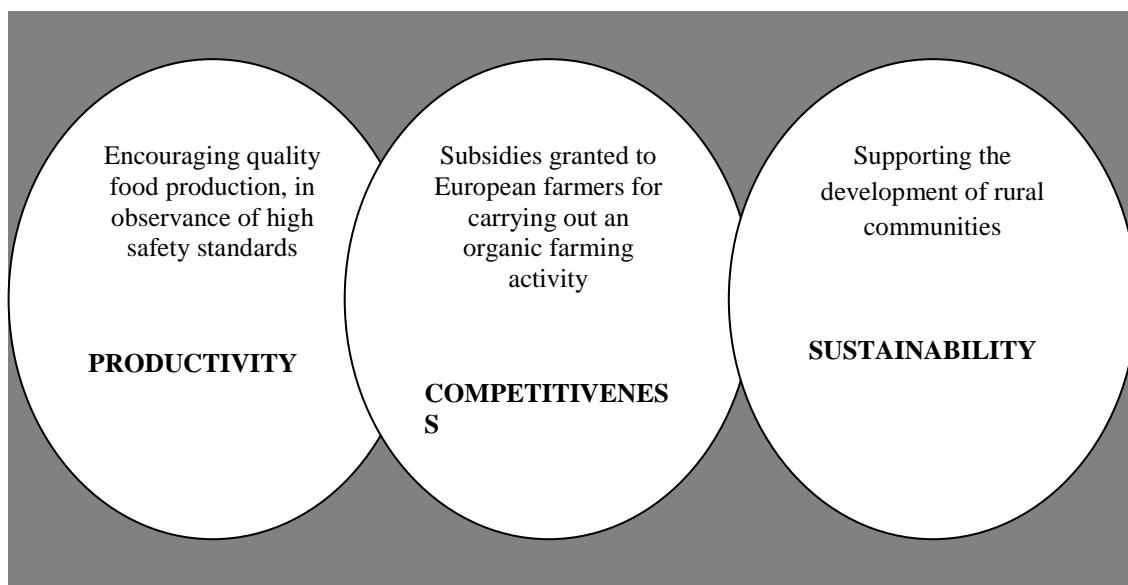 Encouraging quality
food production, in
observance of high
safety standards
PRODUCTIVITY
Subsidies granted to
European farmers for
carrying out an
organic farming
activity
COMPETITIVENES
S
Supporting the
development of rural
communities
SUSTAINABILITY